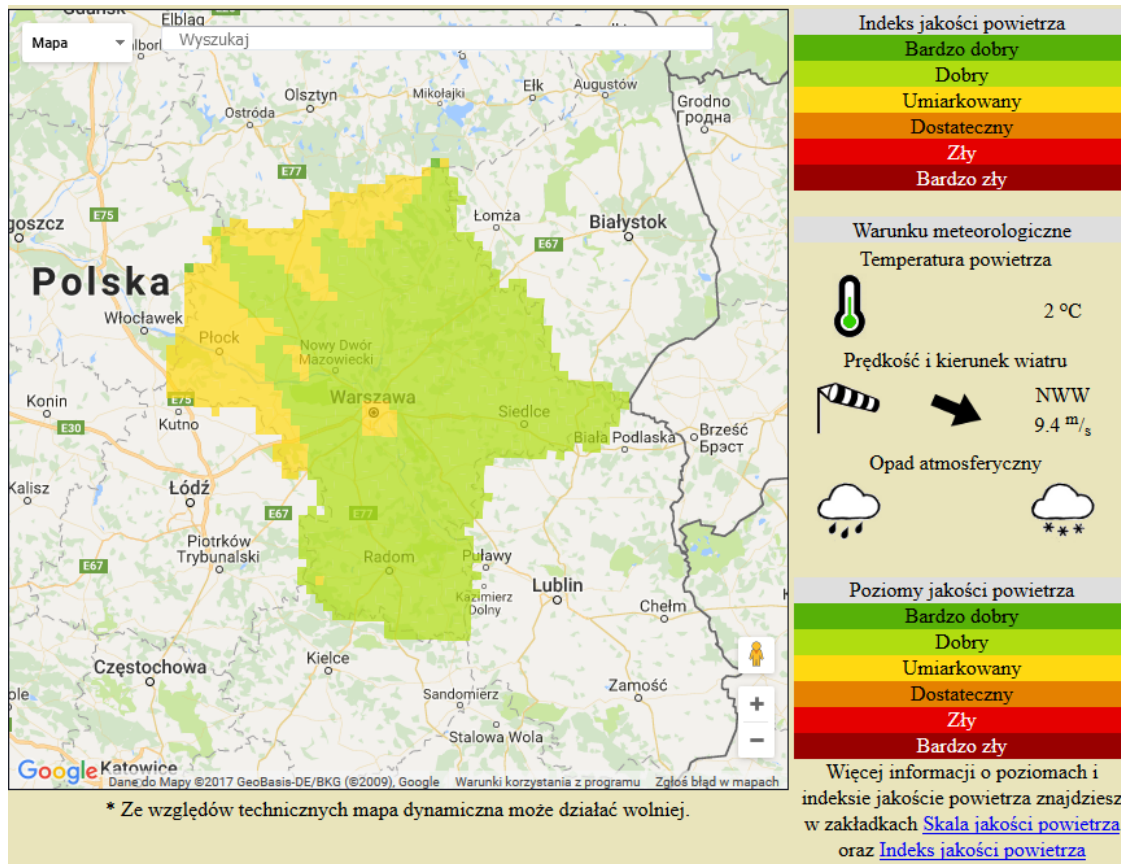 Elbląg
Mapa
Wyszukaj
Olsztyn
Mikołajki
Ełk
Augustów
Ostróda
Grodno
Гродна
E77
E75
Łomża
Białystok
goszcz
E67
Polska
Włocławek
Płock
Nowy Dwór
Mazowiecki
Warszawa
Konin
E75
Kutno
E30
Siedlce
Biała Podlaska
Brześć
Брэст
Kalisz
Łódź
E67
E77
Piotrków
Trybunalski
Radom
Puławy
E67
Kazimierz
Dolny
Lublin
Chełm
Częstochowa
Kielce
Sandomierz
Zamość
Stalowa Wola
ole
Google
Katowice
Dane do Mapy ©2017 GeoBasis-DE/BKG (©2009), Google Warunki korzystania z programu Zgłoś błąd w mapach
* Ze względów technicznych mapa dynamiczna może działać wolniej.
Indeks jakości powietrza
Bardzo dobry
Dobry
Umiarkowany
Dostateczny
Zły
Bardzo zły
Warunku meteorologiczne
Temperatura powietrza
2 °C
Prędkość i kierunek wiatru
NWW
9.4 m/s
Opad atmosferyczny
Poziomy jakości powietrza
Bardzo dobry
Dobry
Umiarkowany
Dostateczny
Zły
Bardzo zły
Więcej informacji o poziomach i
indeksie jakoście powietrza znajdziesz
w zakładkach Skala jakości powietrza
oraz Indeks jakości powietrza